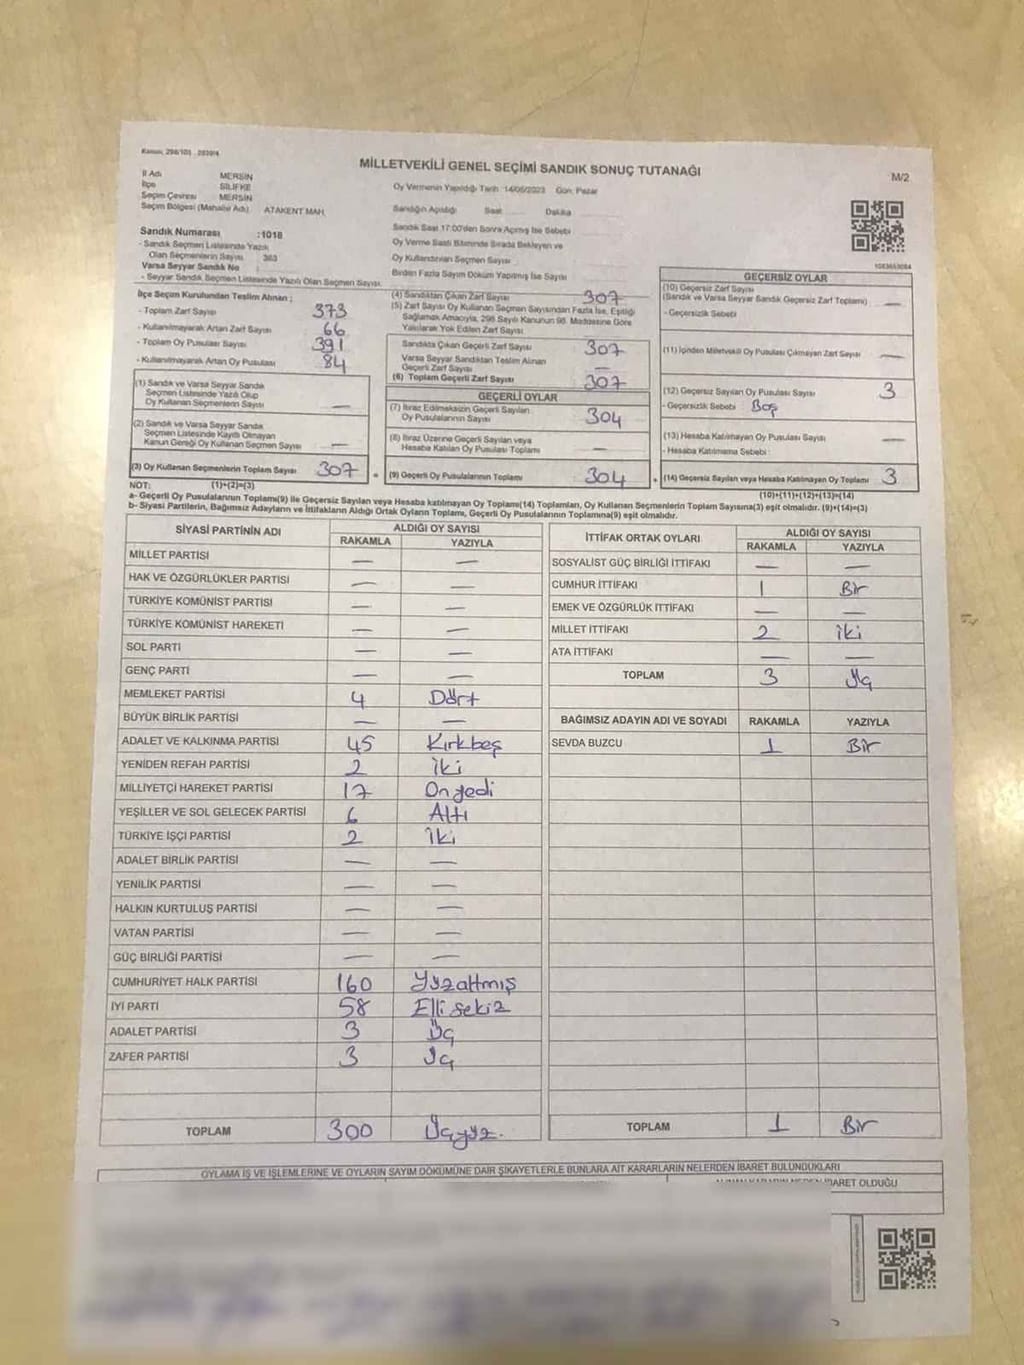 Kanun: 298/105 2839/4
MİLLETVEKİLİ GENEL SEÇİMİ SANDIK SONUÇ TUTANAĞI
M/2
İl Adı MERSİN
İlçe SİLİFKE
Seçim Çevresi MERSİN
Seçim Bölgesi (Mahalle Adı) ATAKENT MAH.
Oy Vermenin Yapıldığı Tarih :14/05/2023 Gün: Pazar
Sandığın Açıldığı Saat Dakika
Sandık Saat 17:00'den Sonra Açımış İse Sebebi
Oy Verme Saati Bitiminde Sırada Bekleyen ve
Oy Kullandırılan Seçmen Sayısı
Birden Fazla Sayım Döküm Yapılmış İse Sayısı
Sandık Numarası :1018
- Sandık Seçmen Listesinde Yazılı
Olan Seçmenlerin Sayısı : 363
Varsa Seyyar Sandık No
- Seyyar Sandık Seçmen Listesinde Yazılı Olan Seçmen Sayısı:
İlçe Seçim Kurulundan Teslim Alınan ;
- Toplam Zarf Sayısı 373
- Kullanılmayarak Artan Zarf Sayısı 66
- Toplam Oy Pusulası Sayısı 391
- Kullanılmayarak Artan Oy Pusulası 84
(1) Sandık ve Varsa Seyyar Sandık
Seçmen Listesinde Yazılı Olup
Oy Kullanan Seçmenlerin Sayısı —
(2) Sandık ve Varsa Seyyar Sandık
Seçmen Listesinde Kayıtlı Olmayan
Kanun Gereği Oy Kullanan Seçmen Sayısı —
(3) Oy Kullanan Seçmenlerin Toplam Sayısı 307
(4) Sandıktan Çıkan Zarf Sayısı 307
(5) Zarf Sayısı Oy Kullanan Seçmen Sayısından Fazla İse, Eşitliği
Sağlamak Amacıyla, 298 Sayılı Kanunun 98. Maddesine Göre
Yakılarak Yok Edilen Zarf Sayısı
Sandıkta Çıkan Geçerli Zarf Sayısı 307
Varsa Seyyar Sandıktan Teslim Alınan
Geçerli Zarf Sayısı —
(6) Toplam Geçerli Zarf Sayısı 307
GEÇERLİ OYLAR
(7) İtiraz Edilmeksizin Geçerli Sayılan
Oy Pusulalarının Sayısı 304
(8) İtiraz Üzerine Geçerli Sayılan veya
Hesaba Katılan Oy Pusulası Toplamı —
= (9) Geçerli Oy Pusulalarının Toplamı 304
GEÇERSİZ OYLAR
(10) Geçersiz Zarf Sayısı
(Sandık ve Varsa Seyyar Sandık Geçersiz Zarf Toplamı) —
- Geçersizlik Sebebi
(11) İçinden Milletvekili Oy Pusulası Çıkmayan Zarf Sayısı —
(12) Geçersiz Sayılan Oy Pusulası Sayısı 3
- Geçersizlik Sebebi Boş
(13) Hesaba Katılmayan Oy Pusulası Sayısı —
- Hesaba Katılmama Sebebi :
+ (14) Geçersiz Sayılan veya Hesaba Katılmayan Oy Toplamı 3
NOT: (1)+(2)=(3)
(10)+(11)+(12)+(13)=(14)
a- Geçerli Oy Pusulalarının Toplamı(9) ile Geçersiz Sayılan veya Hesaba katılmayan Oy Toplamı(14) Toplamları, Oy Kullanan Seçmenlerin Toplam Sayısına(3) eşit olmalıdır. (9)+(14)=(3)
b- Siyasi Partilerin, Bağımsız Adayların ve İttifakların Aldığı Ortak Oyların Toplamı, Geçerli Oy Pusulalarının Toplamına(9) eşit olmalıdır.
SİYASİ PARTİNİN ADI ALDIĞI OY SAYISI
RAKAMLA YAZIYLA
MİLLET PARTİSİ — —
HAK VE ÖZGÜRLÜKLER PARTİSİ — —
TÜRKİYE KOMÜNİST PARTİSİ — —
TÜRKİYE KOMÜNİST HAREKETİ — —
SOL PARTİ — —
GENÇ PARTİ — —
MEMLEKET PARTİSİ 4 Dört
BÜYÜK BİRLİK PARTİSİ — —
ADALET VE KALKINMA PARTİSİ 45 Kırkbeş
YENİDEN REFAH PARTİSİ 2 İki
MİLLİYETÇİ HAREKET PARTİSİ 17 Onyedi
YEŞİLLER VE SOL GELECEK PARTİSİ 6 Altı
TÜRKİYE İŞÇİ PARTİSİ 2 İki
ADALET BİRLİK PARTİSİ — —
YENİLİK PARTİSİ — —
HALKIN KURTULUŞ PARTİSİ — —
VATAN PARTİSİ — —
GÜÇ BİRLİĞİ PARTİSİ — —
CUMHURİYET HALK PARTİSİ 160 Yüzaltmış
İYİ PARTİ 58 Elli sekiz
ADALET PARTİSİ 3 Üç
ZAFER PARTİSİ 3 Üç
TOPLAM 300 Üçyüz.
İTTİFAK ORTAK OYLARI ALDIĞI OY SAYISI
RAKAMLA YAZIYLA
SOSYALİST GÜÇ BİRLİĞİ İTTİFAKI — —
CUMHUR İTTİFAKI 1 Bir
EMEK VE ÖZGÜRLÜK İTTİFAKI — —
MİLLET İTTİFAKI 2 iki
ATA İTTİFAKI — —
TOPLAM 3 Üç
BAĞIMSIZ ADAYIN ADI VE SOYADI RAKAMLA YAZIYLA
SEVDA BUZCU 1 Bir
TOPLAM 1 Bir
OYLAMA İŞ VE İŞLEMLERİNE VE OYLARIN SAYIM DÖKÜMÜNE DAİR ŞİKAYETLERLE BUNLARA AİT KARARLARIN NELERDEN İBARET BULUNDUKLARI
İBARET OLDUĞU